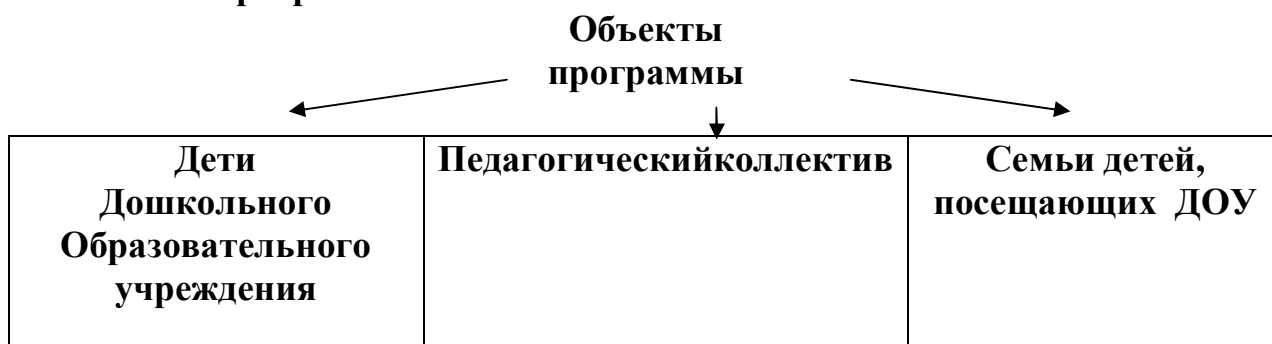 Объекты
программы
Дети
Дошкольного
Образовательного
учреждения
Педагогическийколлектив
Семьи детей,
посещающих ДОУ